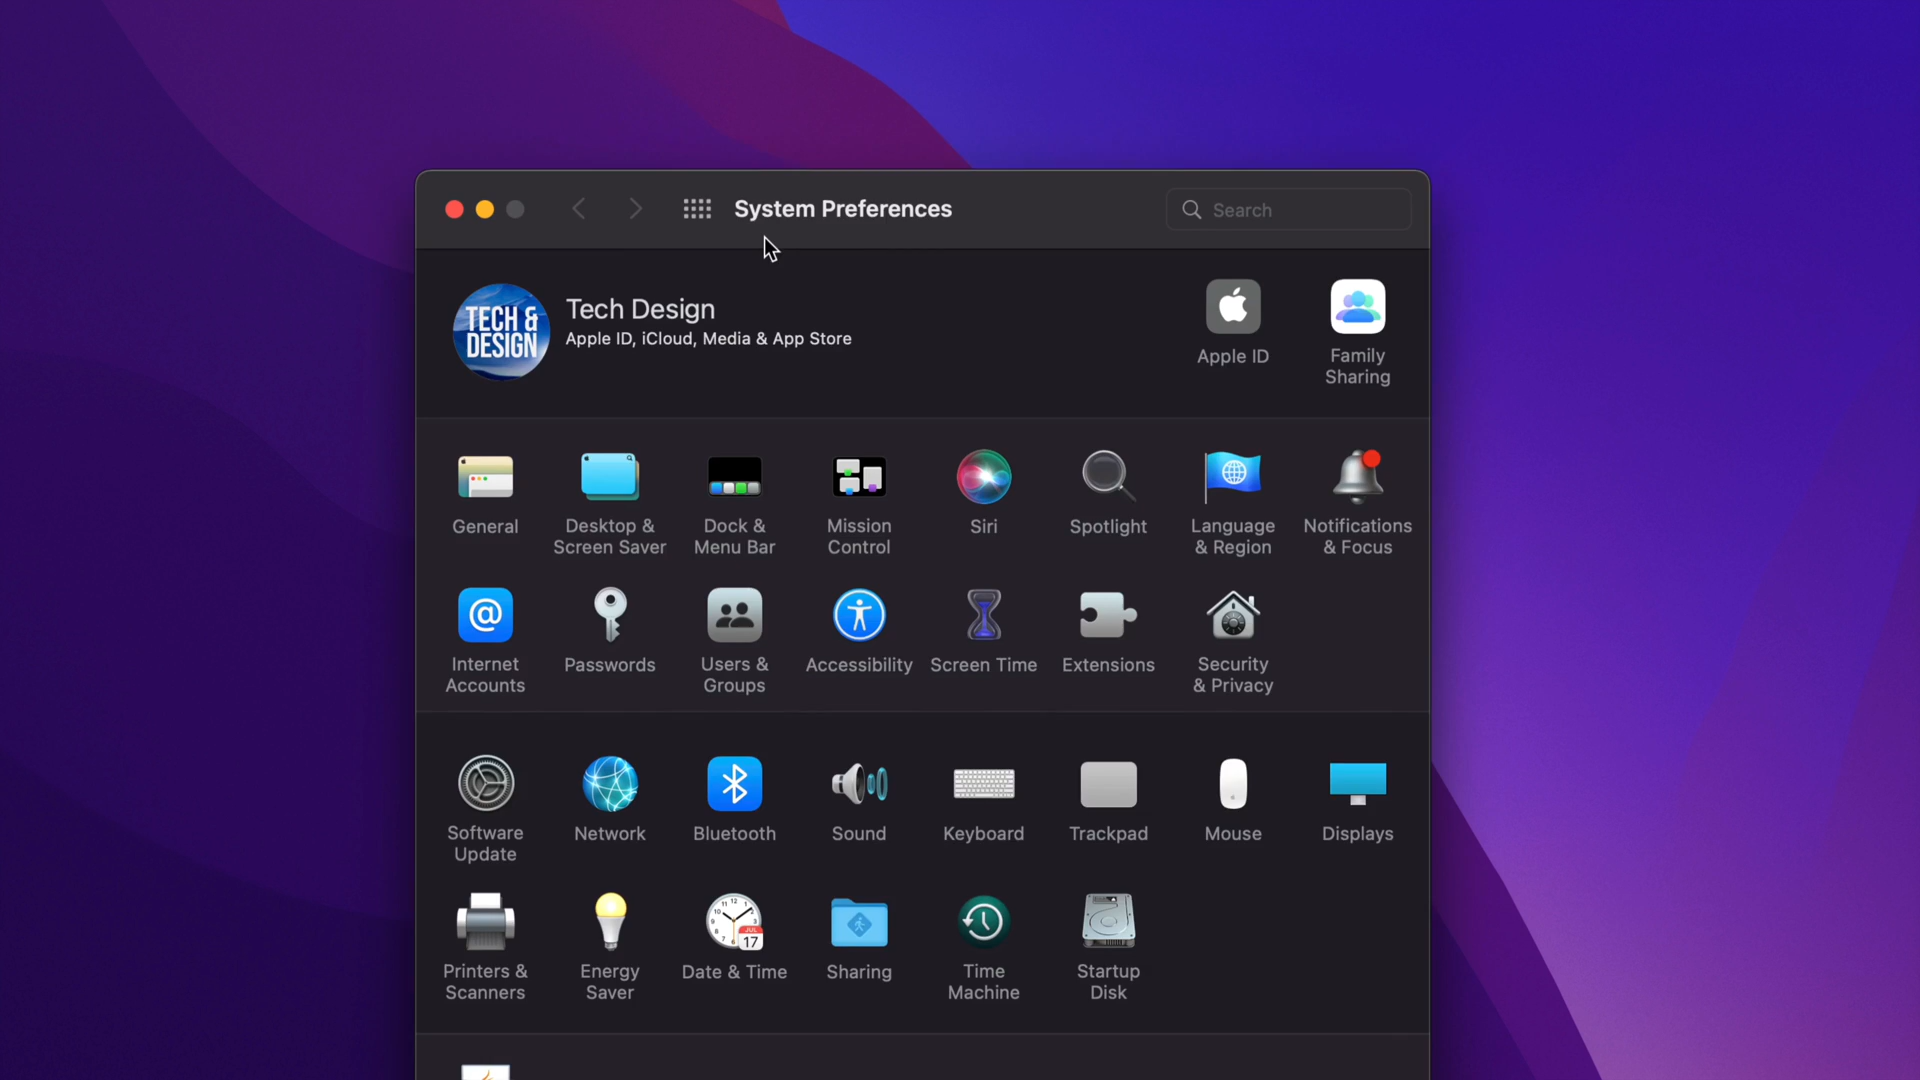 System Preferences
Search
TECH &
DESIGN
Tech Design
Apple ID, iCloud, Media & App Store
Apple ID
Family
Sharing
General
Desktop &
Screen Saver
Dock &
Menu Bar
Mission
Control
Siri
Spotlight
Language
& Region
Notifications
& Focus
@
Internet
Accounts
Passwords
Users &
Groups
Accessibility
Screen Time
Extensions
Security
& Privacy
Software
Update
Network
Bluetooth
Sound
Keyboard
Trackpad
Mouse
Displays
Printers &
Scanners
Energy
Saver
JUL
17
Date & Time
Sharing
Time
Machine
Startup
Disk